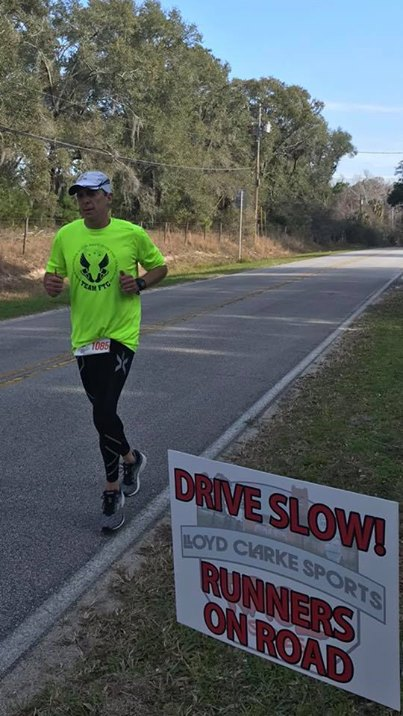 TEAM FTC
1085
DRIVE SLOW!
LLOYD CLARKE SPORTS
RUNNERS
ON ROAD